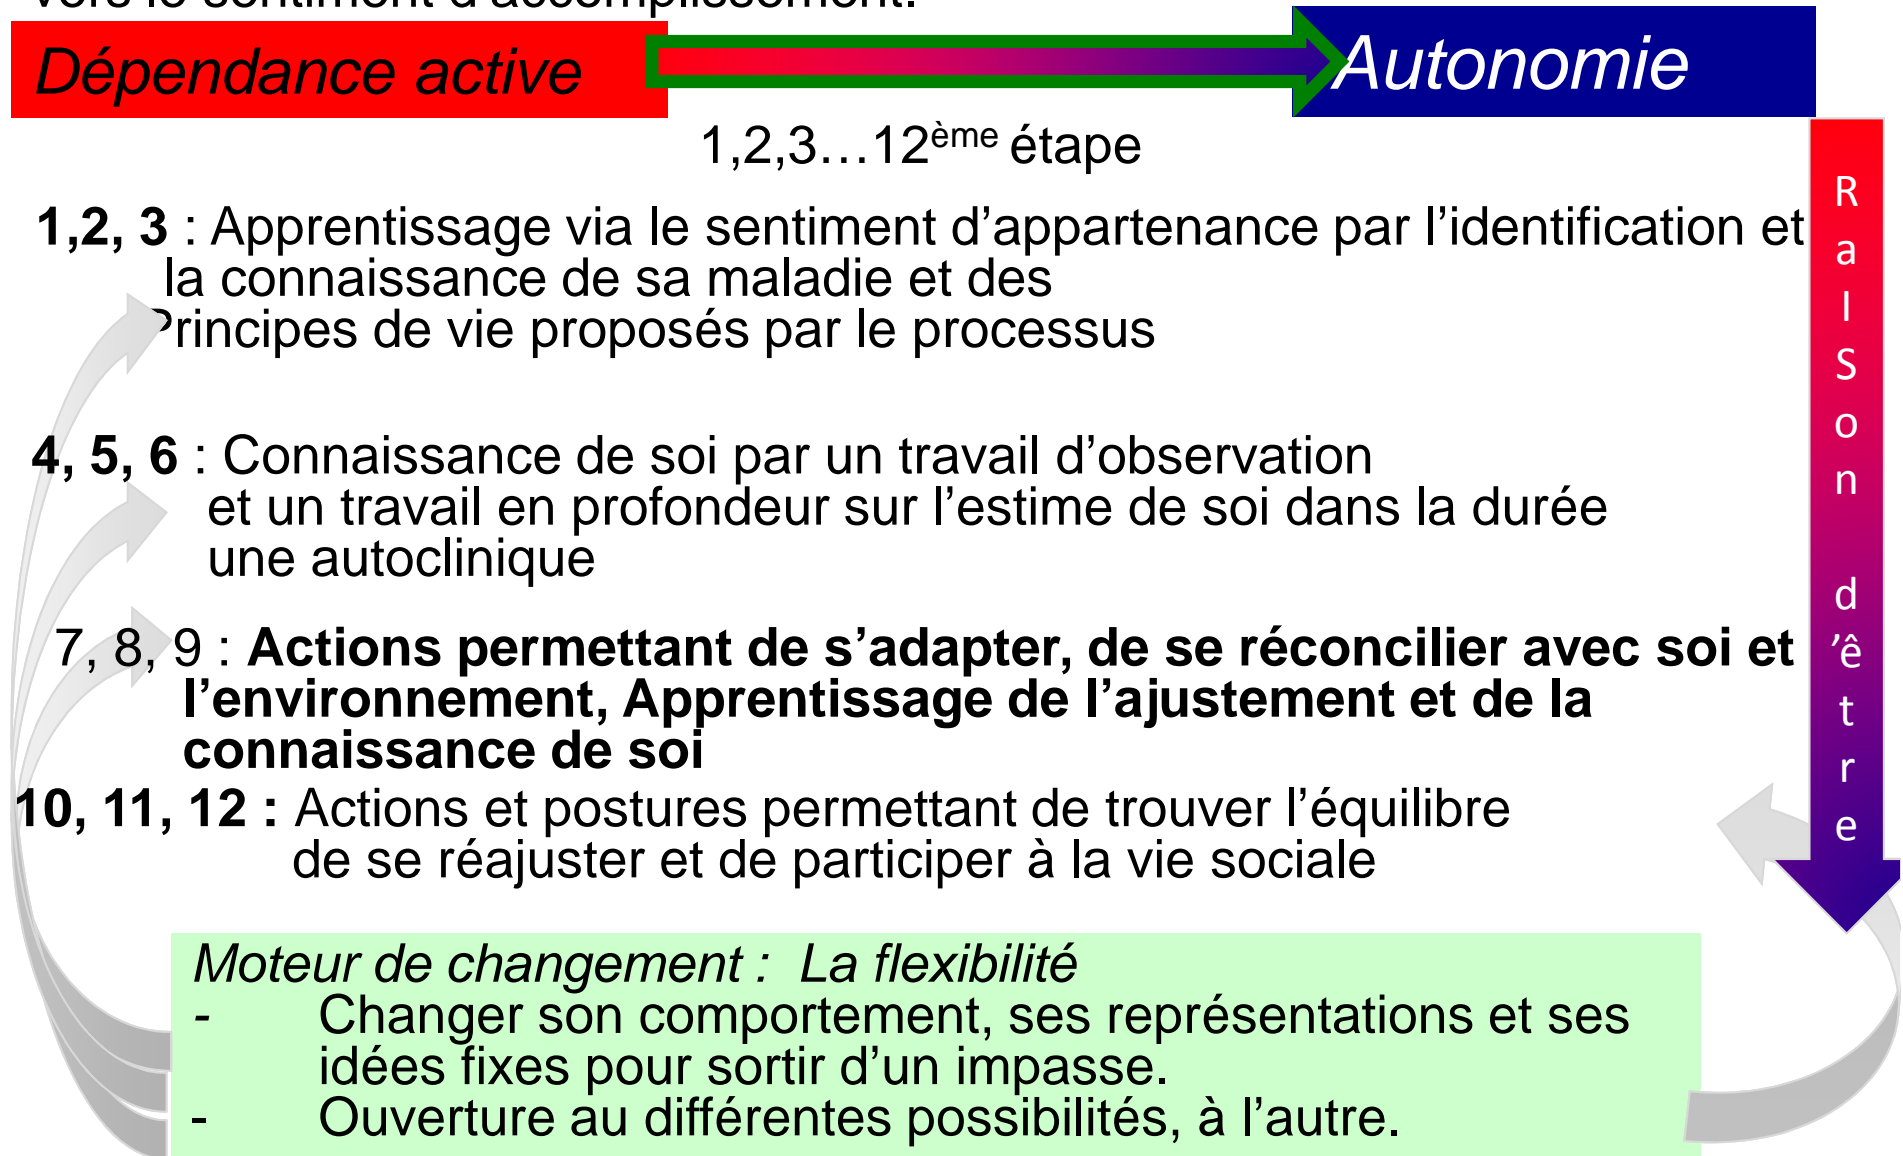 vers le sentiment d'accomplissement.
Dépendance active
Autonomie
1,2,3…12ème étape
1,2, 3 : Apprentissage via le sentiment d'appartenance par l'identification et
la connaissance de sa maladie et des
Principes de vie proposés par le processus
4, 5, 6 : Connaissance de soi par un travail d'observation
et un travail en profondeur sur l'estime de soi dans la durée
une autoclinique
7, 8, 9 : Actions permettant de s'adapter, de se réconcilier avec soi et
l'environnement, Apprentissage de l'ajustement et de la
connaissance de soi
10, 11, 12 : Actions et postures permettant de trouver l'équilibre
de se réajuster et de participer à la vie sociale
Moteur de changement : La flexibilité
- Changer son comportement, ses représentations et ses
idées fixes pour sortir d'un impasse.
- Ouverture au différentes possibilités, à l'autre.
R
a
I
S
o
n
d
'ê
t
r
e